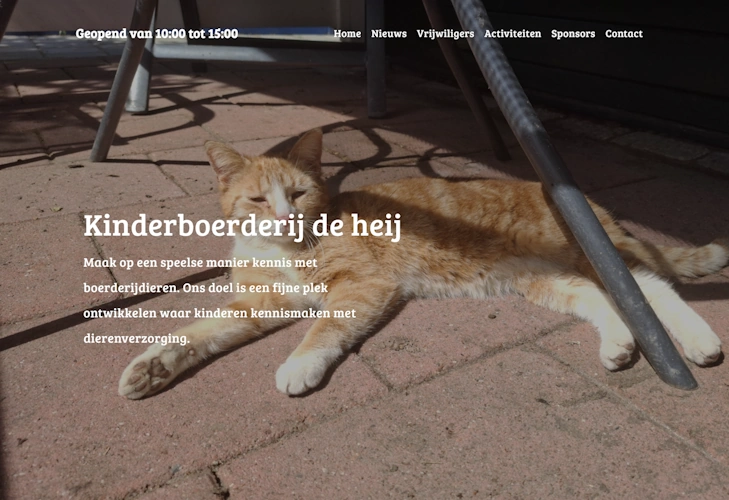 Geopend van 10:00 tot 15:00
Home Nieuws Vrijwiligers Activiteiten Sponsors Contact
Kinderboerderij de heij
Maak op een speelse manier kennis met
boerderijdieren. Ons doel is een fijne plek
ontwikkelen waar kinderen kennismaken met
dierenverzorging.